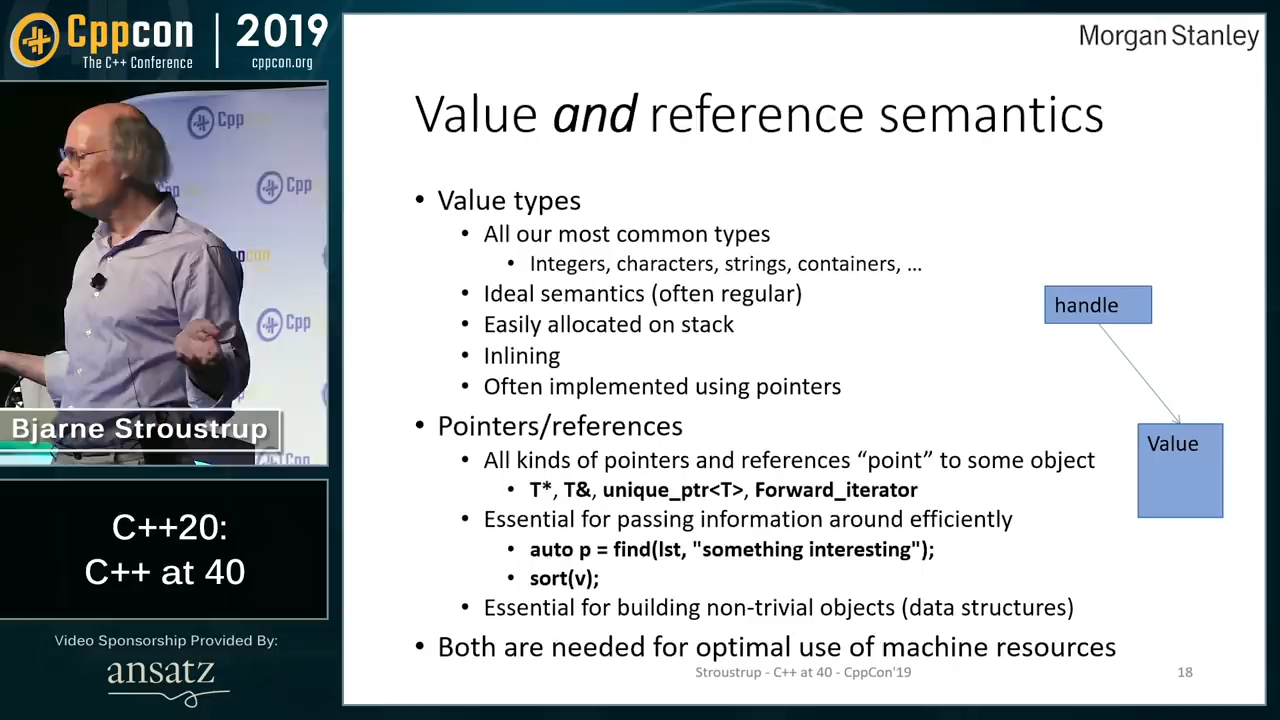 Cppcon
The C++ Conference
2019
cppcon.org
Morgan Stanley
Cpp
Cpp
Cpp
Bjarne Stroustrup
C++20:
C++ at 40
Video Sponsorship Provided By:
ansatz
Value and reference semantics
• Value types
• All our most common types
• Integers, characters, strings, containers, …
• Ideal semantics (often regular)
• Easily allocated on stack
• Inlining
• Often implemented using pointers
• Pointers/references
• All kinds of pointers and references “point” to some object
• T*, T&, unique_ptr<T>, Forward_iterator
• Essential for passing information around efficiently
• auto p = find(lst, "something interesting");
• sort(v);
• Essential for building non-trivial objects (data structures)
• Both are needed for optimal use of machine resources
handle
Value
Stroustrup - C++ at 40 - CppCon'19
18